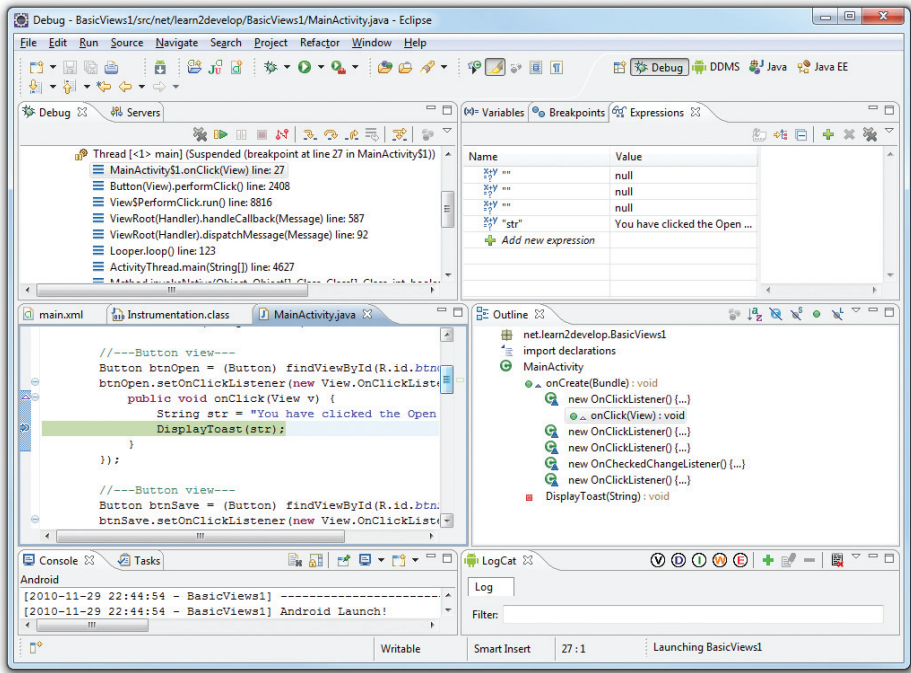 Debug - BasicViews1/src/net/learn2develop/BasicViews1/MainActivity.java - Eclipse
File Edit Run Source Navigate Search Project Refactor Window Help
Debug DDMS Java Java EE
Debug Servers
Thread [<1> main] (Suspended (breakpoint at line 27 in MainActivity$1))
MainActivity$1.onClick(View) line: 27
Button(View).performClick() line: 2408
View$PerformClick.run() line: 8816
ViewRoot(Handler).handleCallback(Message) line: 587
ViewRoot(Handler).dispatchMessage(Message) line: 92
Looper.loop() line: 123
ActivityThread.main(String[]) line: 4627
Variables Breakpoints Expressions
Name Value
"" null
"" null
"" null
"str" You have clicked the Open ...
Add new expression
main.xml Instrumentation.class MainActivity.java
//---Button view---
Button btnOpen = (Button) findViewById(R.id.btn
btnOpen.setOnClickListener(new View.OnClickListe
public void onClick(View v) {
String str = "You have clicked the Open
DisplayToast(str);
}
});
//---Button view---
Button btnSave = (Button) findViewById(R.id.btn
btnSave.setOnClickListener(new View.OnClickListe
Outline
net.learn2develop.BasicViews1
import declarations
MainActivity
onCreate(Bundle) : void
new OnClickListener() {...}
onClick(View) : void
new OnClickListener() {...}
new OnClickListener() {...}
new OnCheckedChangeListener() {...}
new OnClickListener() {...}
DisplayToast(String) : void
Console Tasks
Android
[2010-11-29 22:44:54 - BasicViews1] ------------------------
[2010-11-29 22:44:54 - BasicViews1] Android Launch!
LogCat
V D I W E
Log
Filter:
Writable Smart Insert 27 : 1 Launching BasicViews1